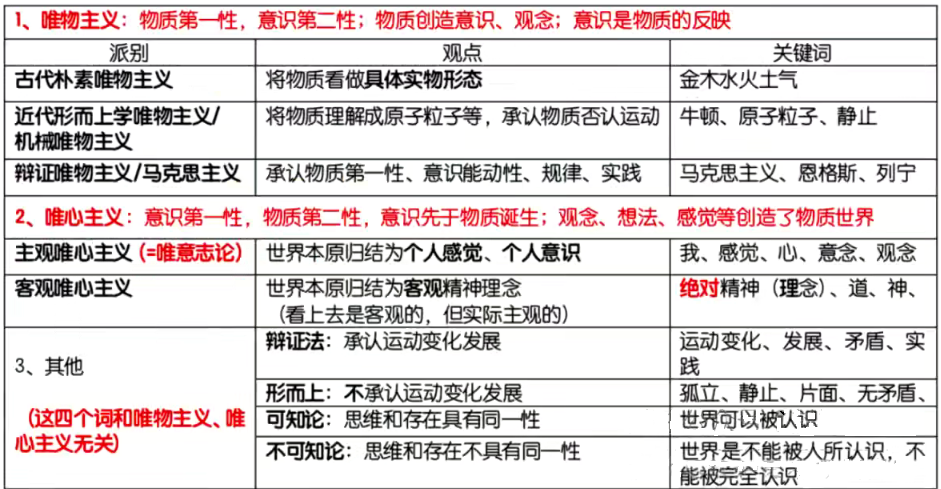 1、唯物主义：物质第一性，意识第二性；物质创造意识、观念；意识是物质的反映
派别 观点 关键词
古代朴素唯物主义 将物质看做具体实物形态 金木水火土气
近代形而上学唯物主义/
机械唯物主义 将物质理解成原子粒子等，承认物质否认运动 牛顿、原子粒子、静止
辩证唯物主义/马克思主义 承认物质第一性、意识能动性、规律、实践 马克思主义、恩格斯、列宁
2、唯心主义：意识第一性，物质第二性，意识先于物质诞生；观念、想法、感觉等创造了物质世界
主观唯心主义（=唯意志论） 世界本原归结为个人感觉、个人意识 我、感觉、心、意念、观念
客观唯心主义 世界本原归结为客观精神理念 绝对精神（理念）、道、神、
（看上去是客观的，但实际主观的）
3、其他
（这四个词和唯物主义、唯
心主义无关）
辩证法：承认运动变化发展 运动变化、发展、矛盾、实
践
形而上：不承认运动变化发展 孤立、静止、片面、无矛盾、
可知论：思维和存在具有同一性 世界可以被认识
不可知论：思维和存在不具有同一性 世界是不能被人所认识，不
能被完全认识